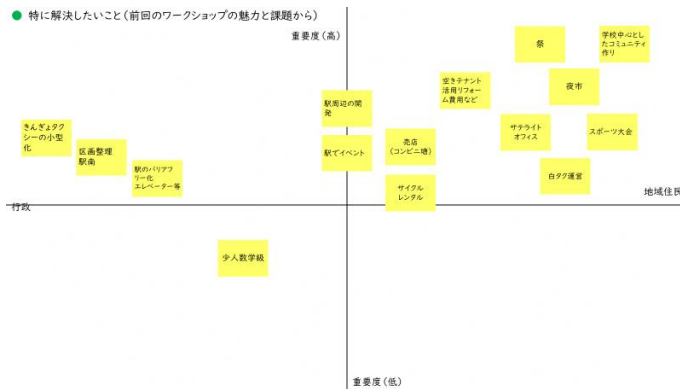 ● 特に解決したいこと（前回のワークショップの魅力と課題から）
重要度（高）
祭
学校中心とし
たコミュニティ
作り
空きテナント
活用リフォー
ム費用など
夜市
駅周辺の開
発
きんぎょタク
シーの小型
化
区画整理
駅南
駅でイベント
売店
（コンビニ増）
サテライト
オフィス
スポーツ大会
駅のバリアフ
リー化
エレベーター等
サイクル
レンタル
白タク運営
行政
地域住民
少人数学級
重要度（低）